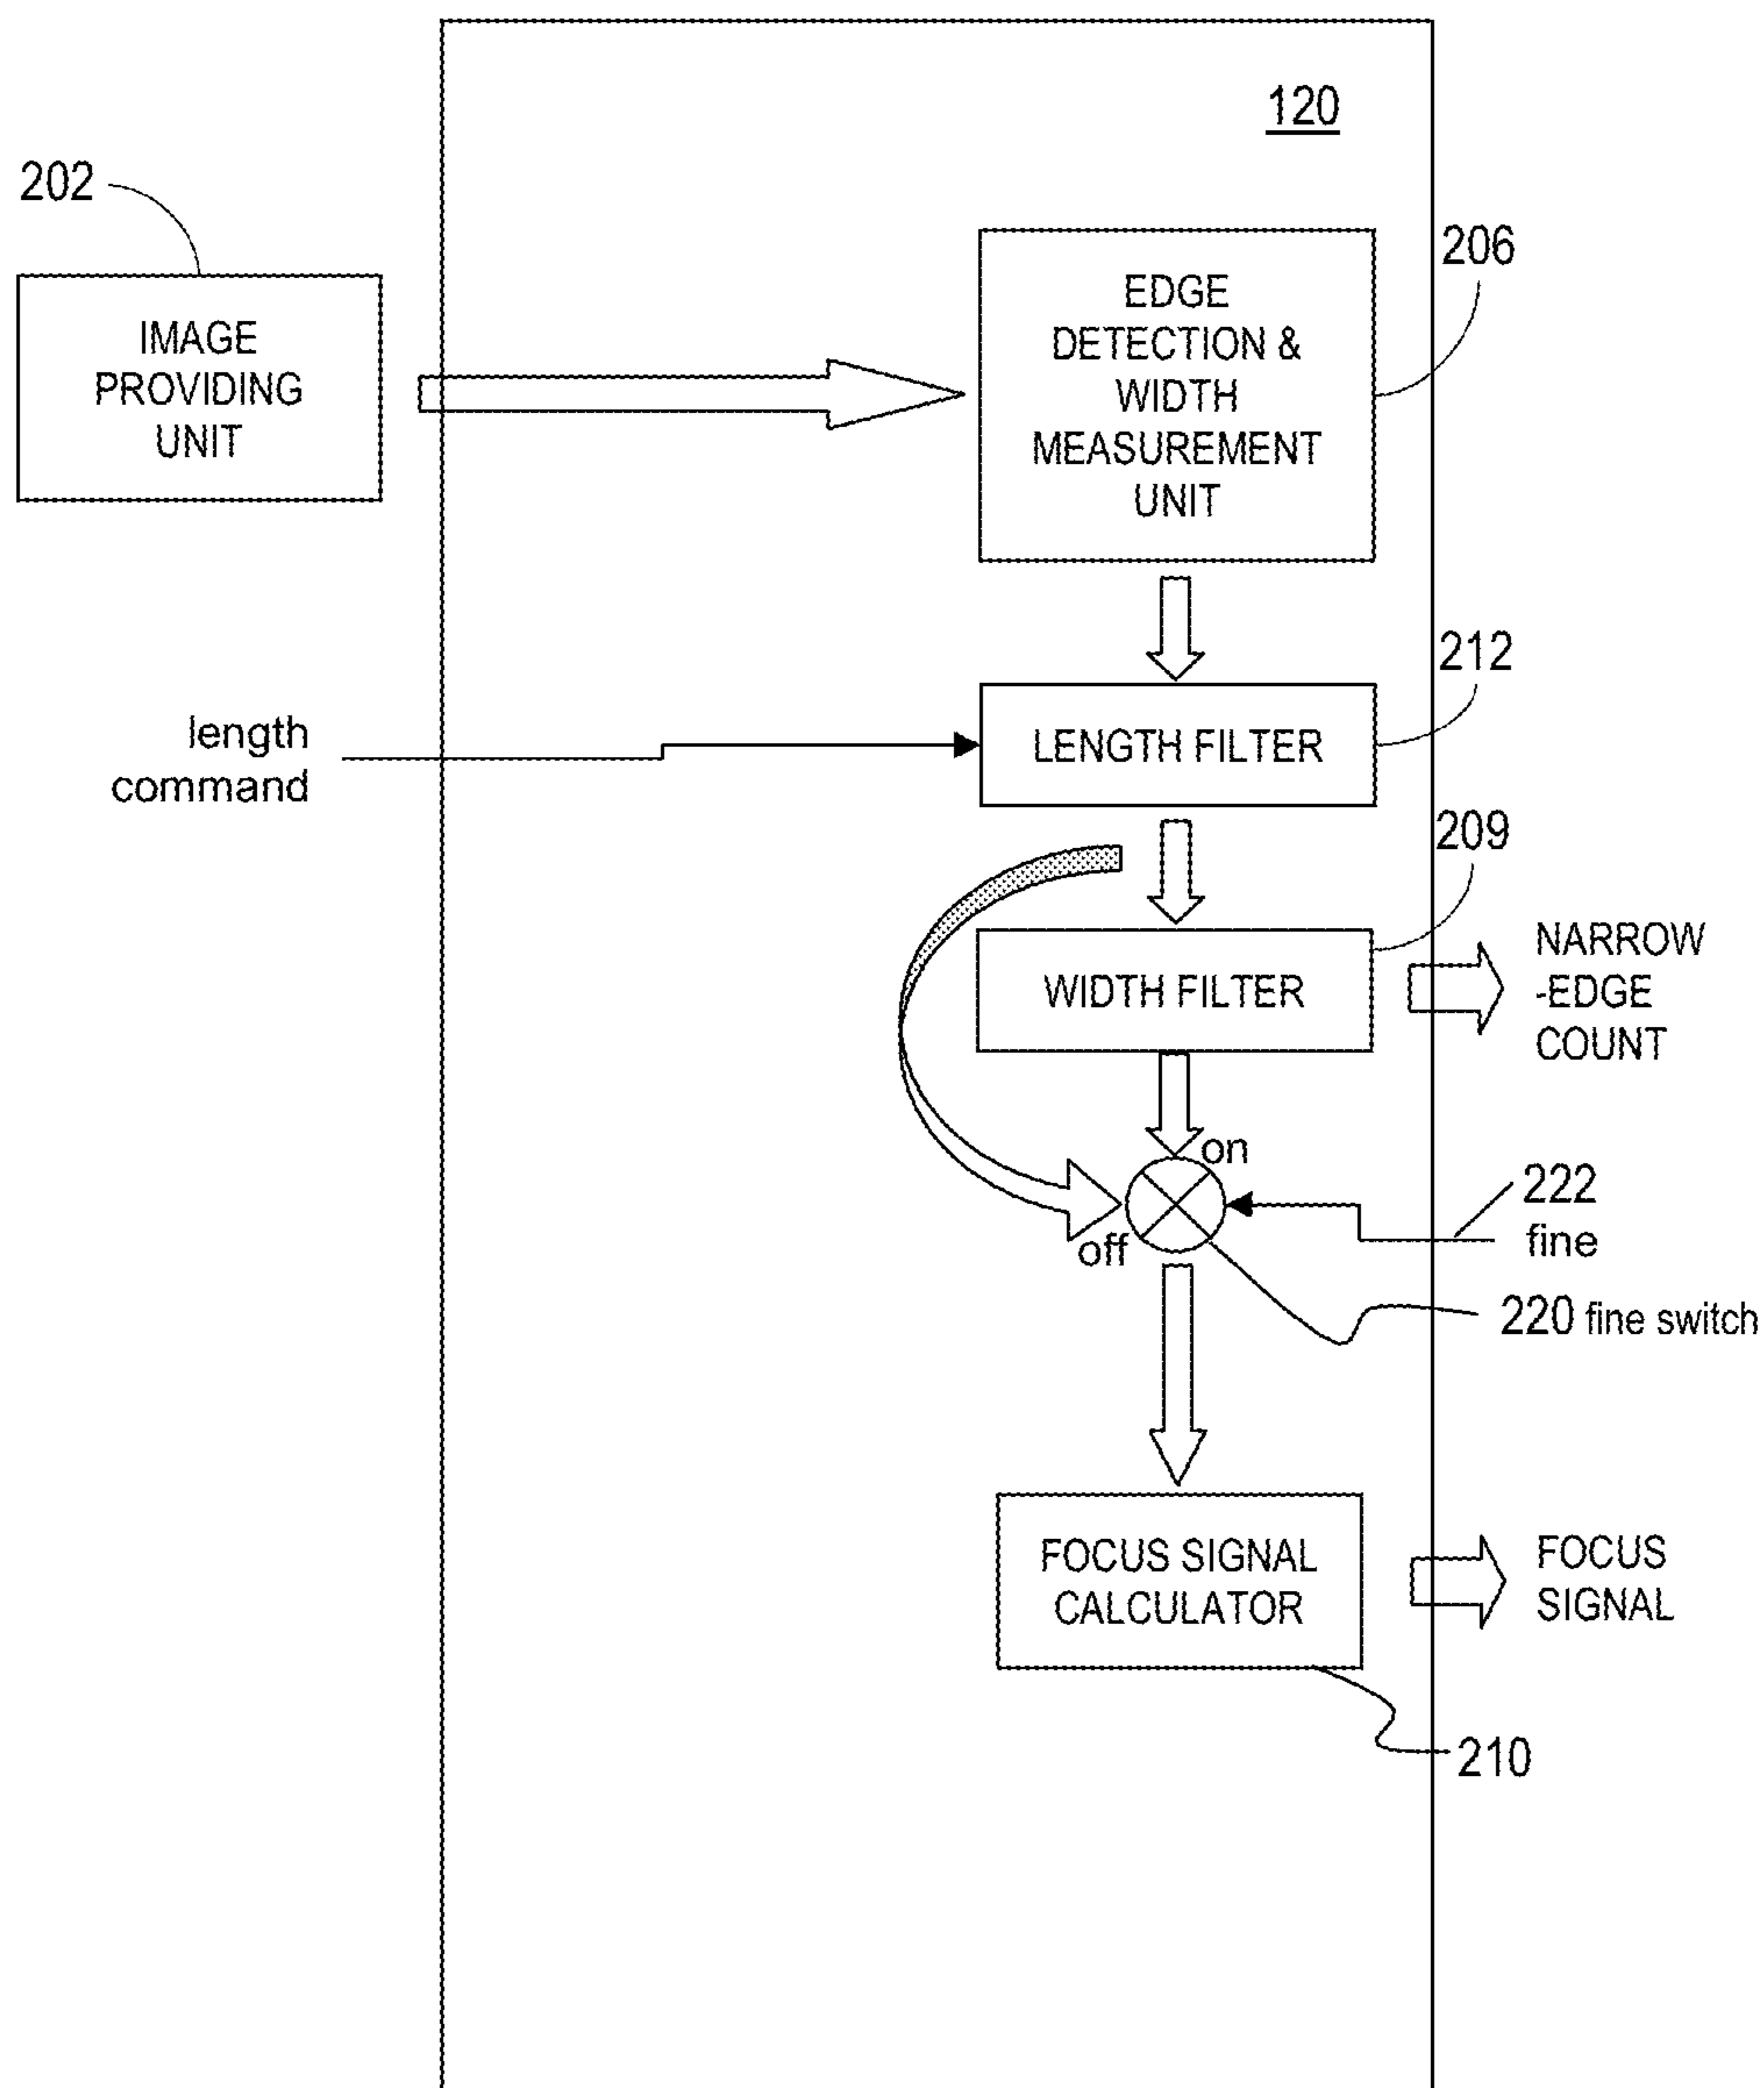 120
202
IMAGE
PROVIDING
UNIT
206
EDGE
DETECTION &
WIDTH
MEASUREMENT
UNIT
212
length
command
LENGTH FILTER
209
WIDTH FILTER
NARROW
-EDGE
COUNT
on
off
222
fine
220 fine switch
FOCUS SIGNAL
CALCULATOR
FOCUS
SIGNAL
210